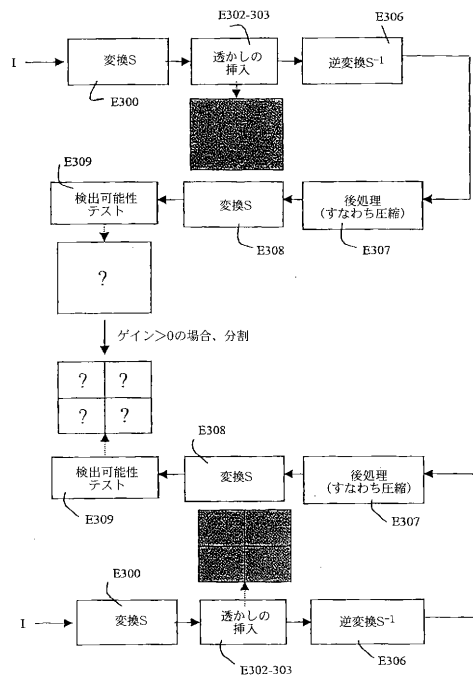 E302-303
E306
I
変換S
透かしの
挿入
逆変換S⁻¹
E300
E309
検出可能性
テスト
変換S
後処理
(すなわち圧縮)
E308
E307
?
ゲイン>0の場合、分割
? ?
? ?
E308
検出可能性
テスト
変換S
後処理
(すなわち圧縮)
E309
E307
E300
I
変換S
透かしの
挿入
逆変換S⁻¹
E302-303
E306